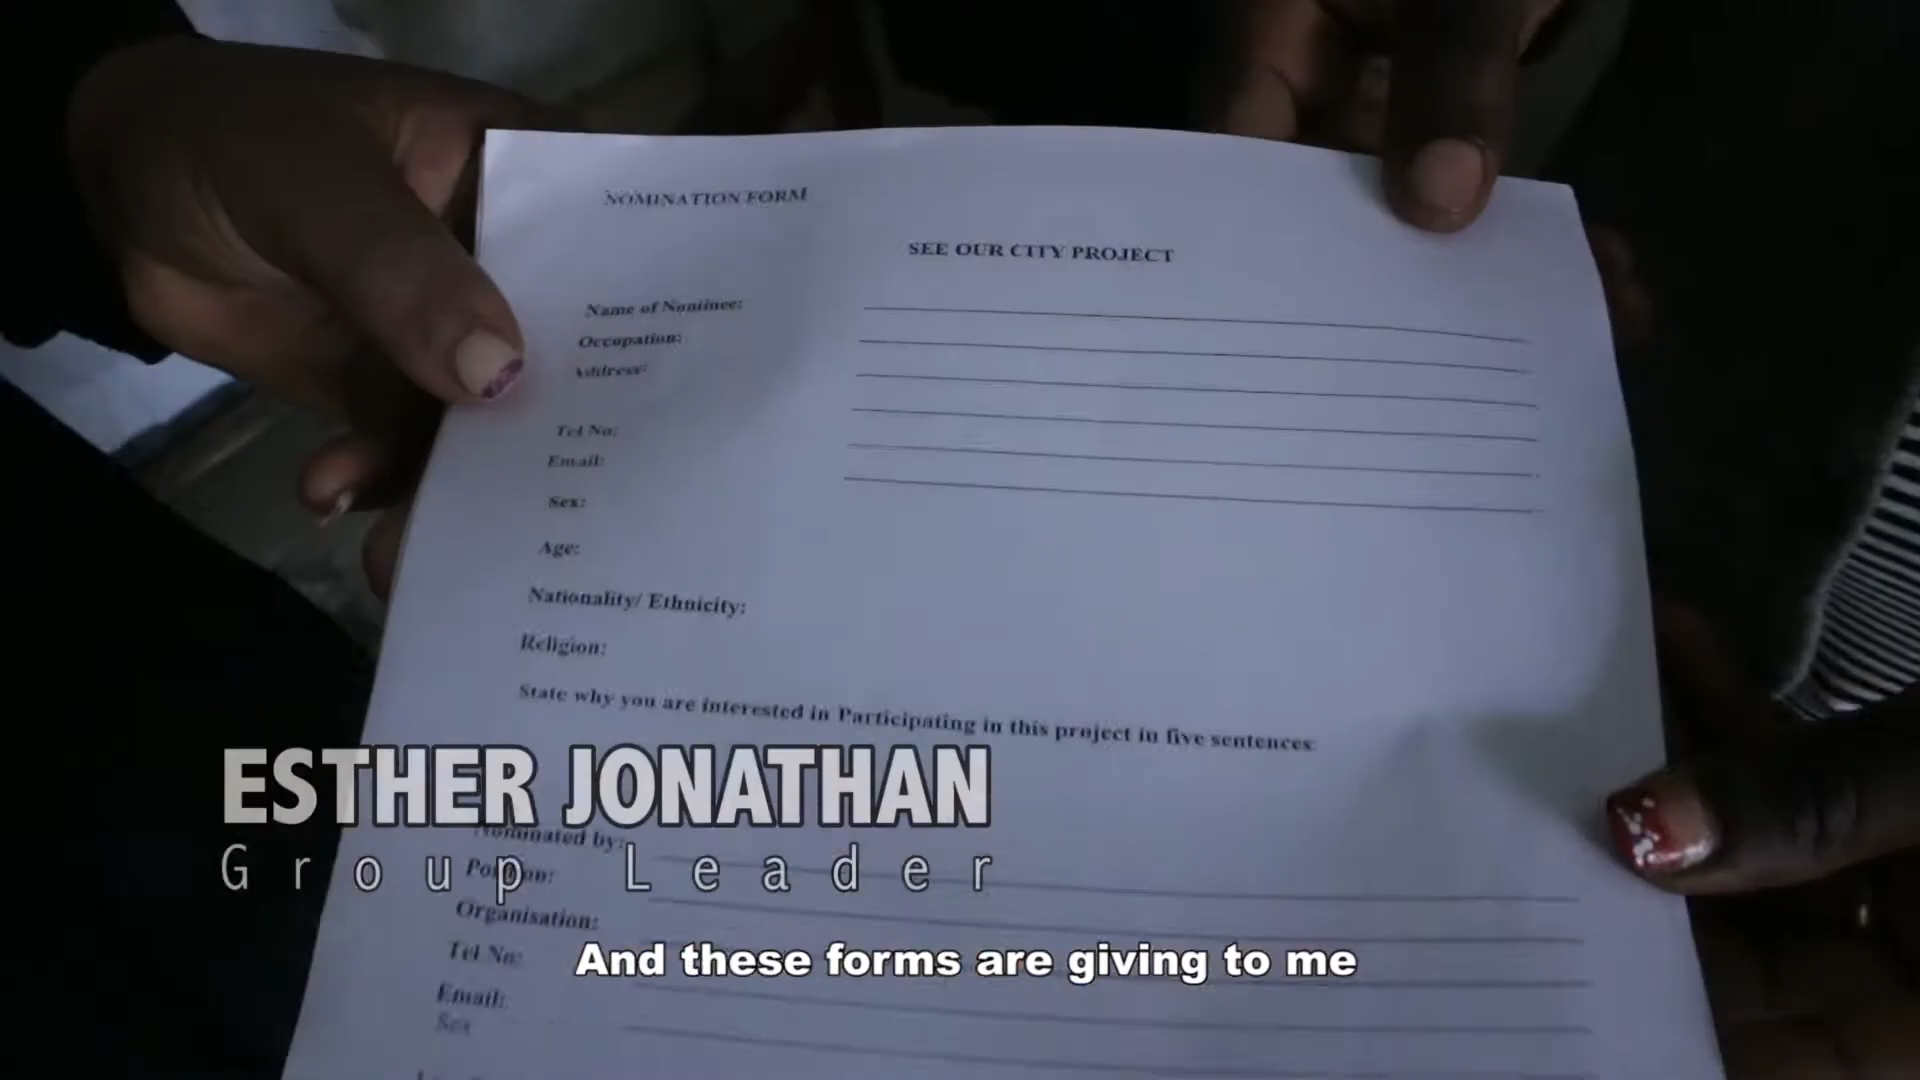 NOMINATION FORM
SEE OUR CITY PROJECT
Name of Nominee:
Occupation:
Address:
Tel No:
Email:
Sex:
Age:
Nationality/ Ethnicity:
Religion:
State why you are interested in Participating in this project in five sentences
ESTHER JONATHAN
Nominated by:
Group Leader
Position:
Organisation:
Tel No:
And these forms are giving to me
Email:
Sex